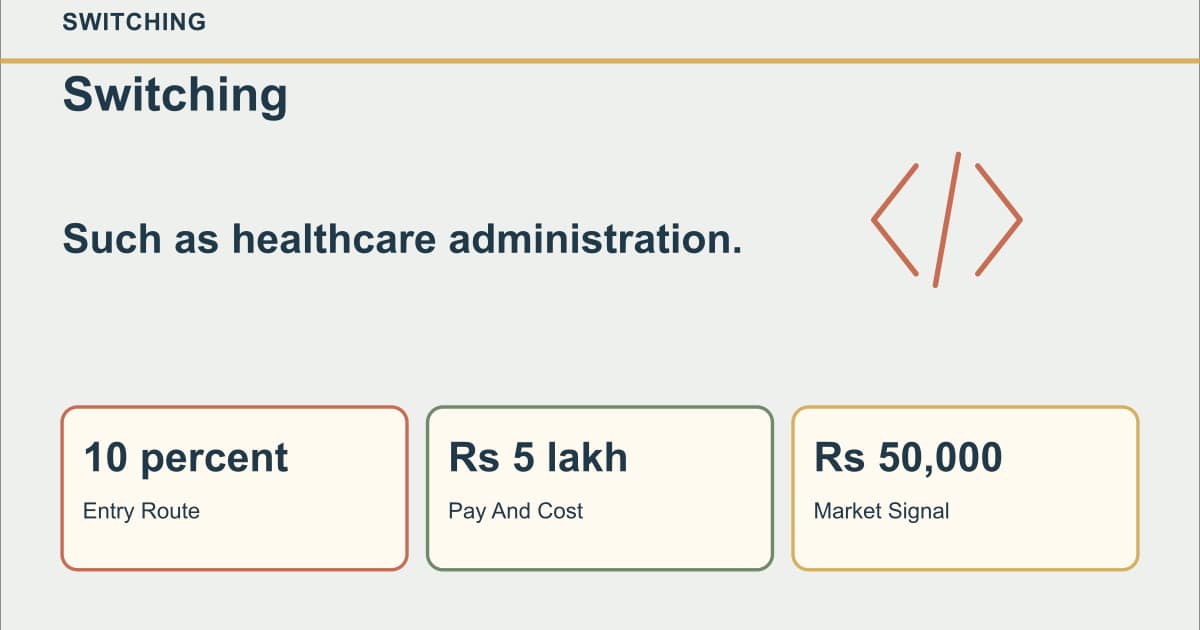 SWITCHING
Switching
Such as healthcare administration.
10 percent
Entry Route
Rs 5 lakh
Pay And Cost
Rs 50,000
Market Signal